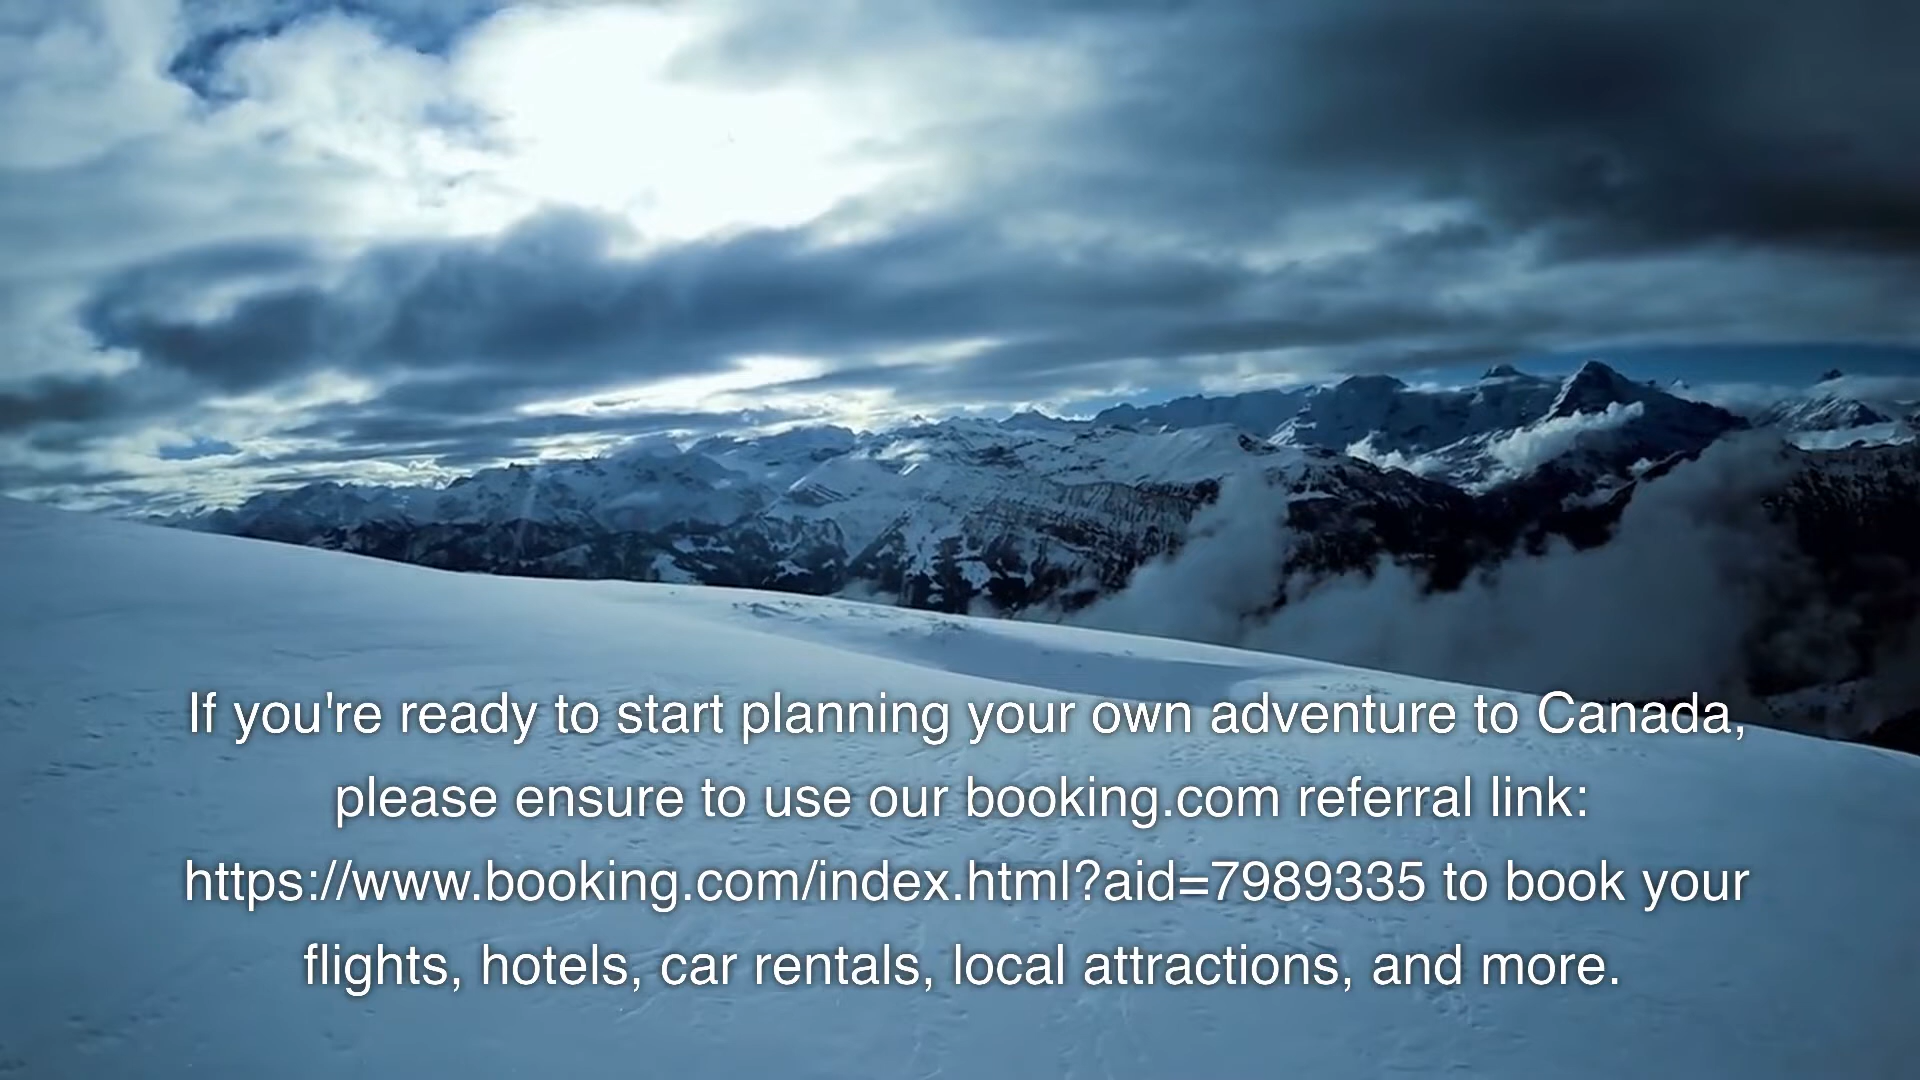 If you're ready to start planning your own adventure to Canada,
please ensure to use our booking.com referral link:
https://www.booking.com/index.html?aid=7989335 to book your
flights, hotels, car rentals, local attractions, and more.